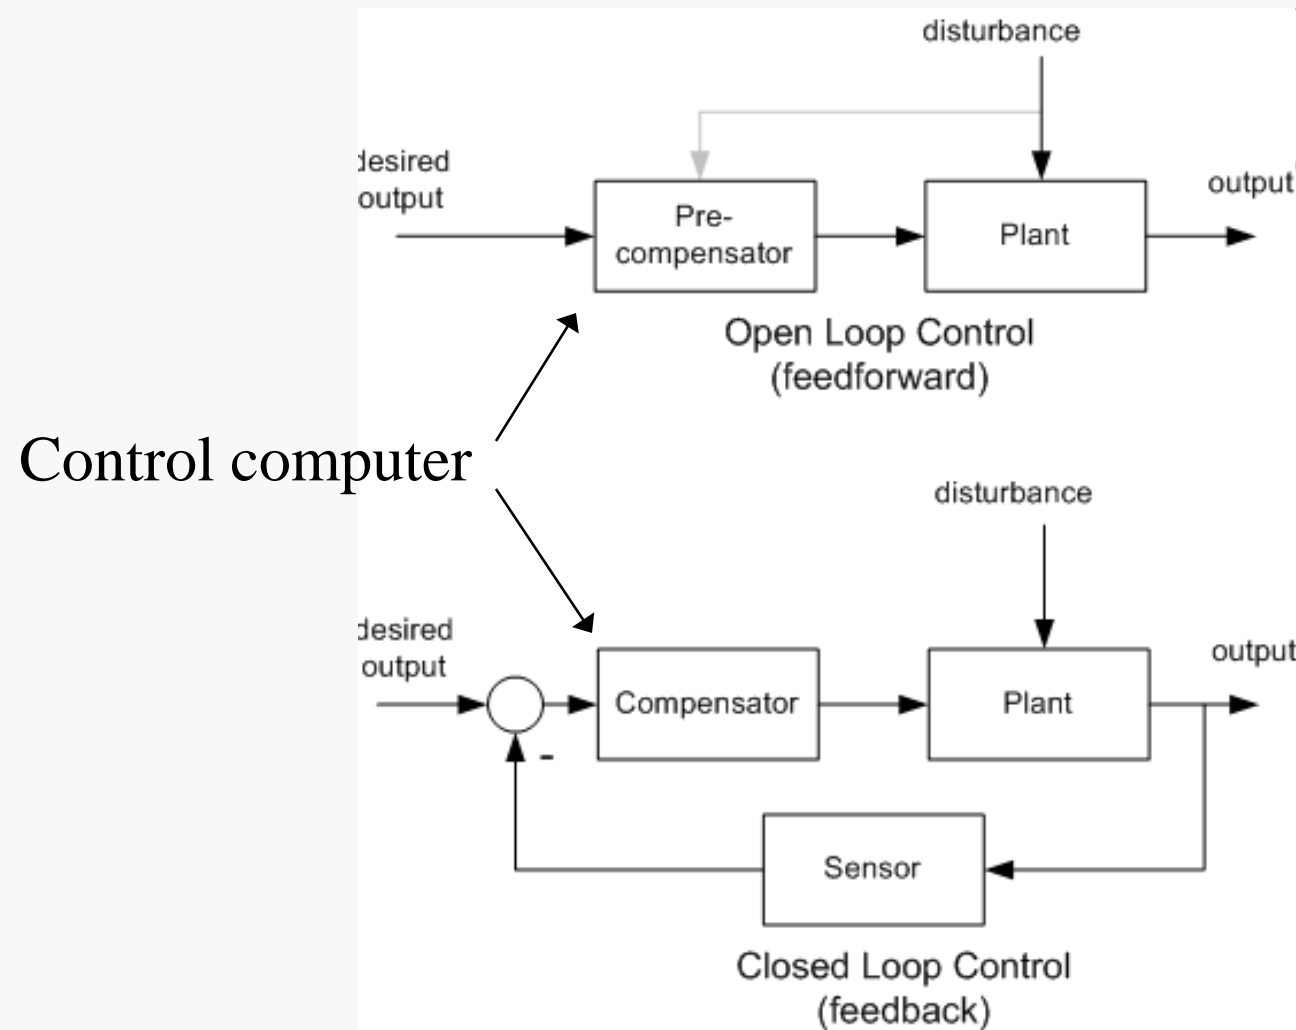 disturbance
desired
output
output
Pre-
compensator
Plant
Open Loop Control
(feedforward)
Control computer
disturbance
desired
output
output
Compensator
Plant
-
Sensor
Closed Loop Control
(feedback)